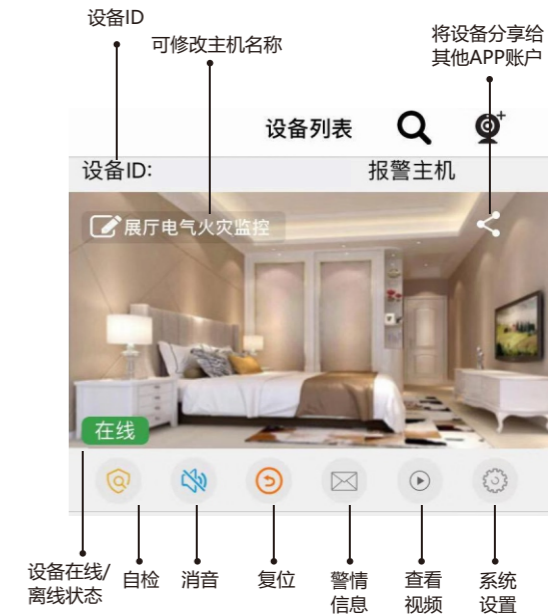 设备ID
可修改主机名称
将设备分享给
其他APP账户
设备列表
设备ID:
报警主机
展厅电气火灾监控
在线
设备在线/
离线状态
自检
消音
复位
警情
信息
查看
视频
系统
设置